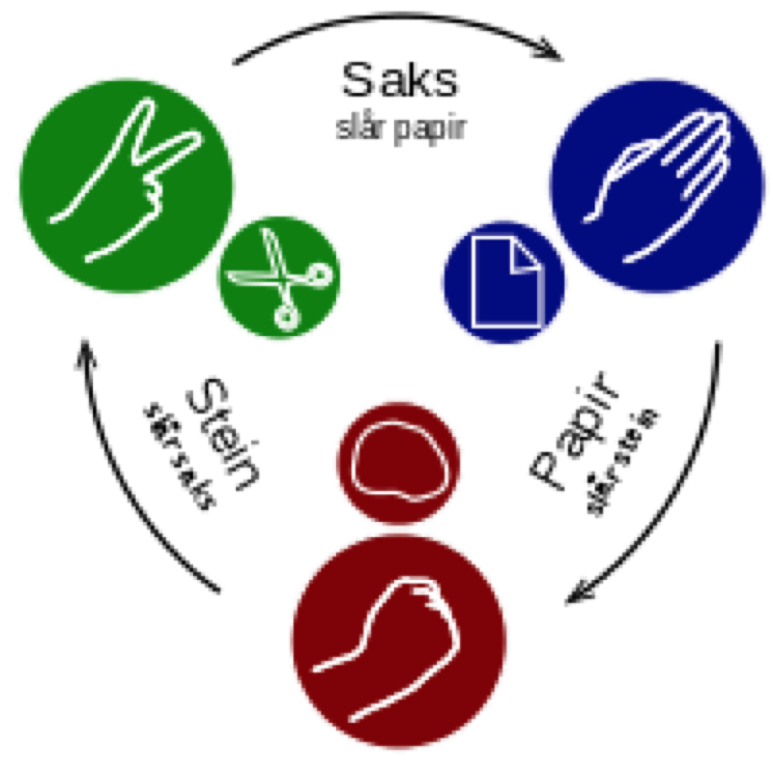 Saks
slår papir
Stein
slår saks
Papir
slår stein